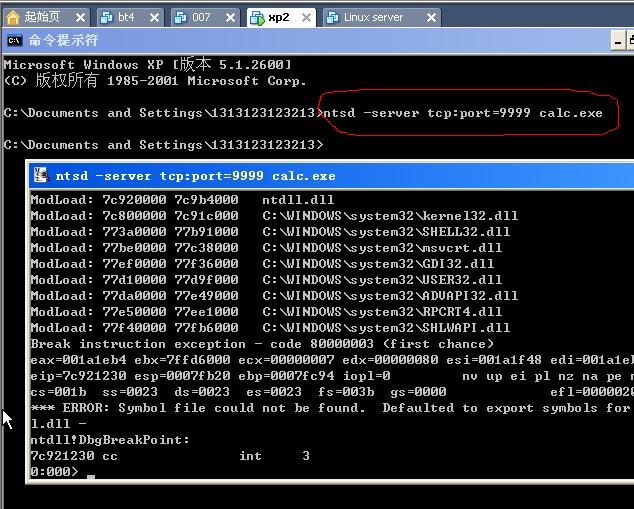 起始页 bt4 007 xp2 Linux server
命令提示符
Microsoft Windows XP [版本 5.1.2600]
(C) 版权所有 1985-2001 Microsoft Corp.
C:\Documents and Settings\1313123123213>ntsd -server tcp:port=9999 calc.exe
C:\Documents and Settings\1313123123213>
ntsd -server tcp:port=9999 calc.exe
ModLoad: 7c920000 7c9b4000   ntdll.dll
ModLoad: 7c800000 7c91c000   C:\WINDOWS\system32\kernel32.dll
ModLoad: 773a0000 77b91000   C:\WINDOWS\system32\SHELL32.dll
ModLoad: 77be0000 77c38000   C:\WINDOWS\system32\msvcrt.dll
ModLoad: 77ef0000 77f36000   C:\WINDOWS\system32\GDI32.dll
ModLoad: 77d10000 77d9f000   C:\WINDOWS\system32\USER32.dll
ModLoad: 77da0000 77e49000   C:\WINDOWS\system32\ADVAPI32.dll
ModLoad: 77e50000 77ee1000   C:\WINDOWS\system32\RPCRT4.dll
ModLoad: 77f40000 77fb6000   C:\WINDOWS\system32\SHLWAPI.dll
Break instruction exception - code 80000003 (first chance)
eax=001a1eb4 ebx=7ffd6000 ecx=00000007 edx=00000080 esi=001a1f48 edi=001a1e
eip=7c921230 esp=0007fb20 ebp=0007fc94 iopl=0         nv up ei pl nz na pe n
cs=001b  ss=0023  ds=0023  es=0023  fs=003b  gs=0000             efl=0000020
*** ERROR: Symbol file could not be found.  Defaulted to export symbols for
l.dll -
ntdll!DbgBreakPoint:
7c921230 cc              int     3
0:000>